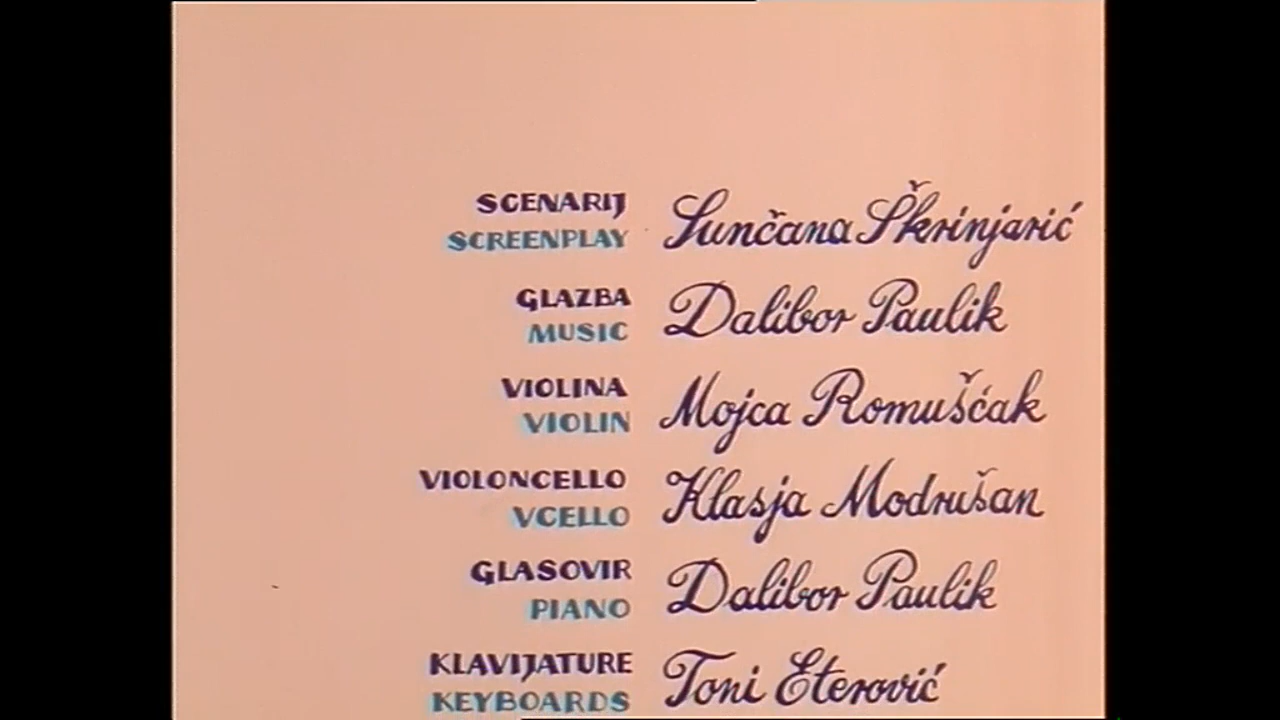 SCENARIJ Sunčana Škrinjarić
SCREENPLAY
GLAZBA Dalibor Paulik
MUSIC
VIOLINA Mojca Romušćak
VIOLIN
VIOLONCELLO Klasja Modrušan
VCELLO
GLASOVIR Dalibor Paulik
PIANO
KLAVIJATURE Toni Eterović
KEYBOARDS